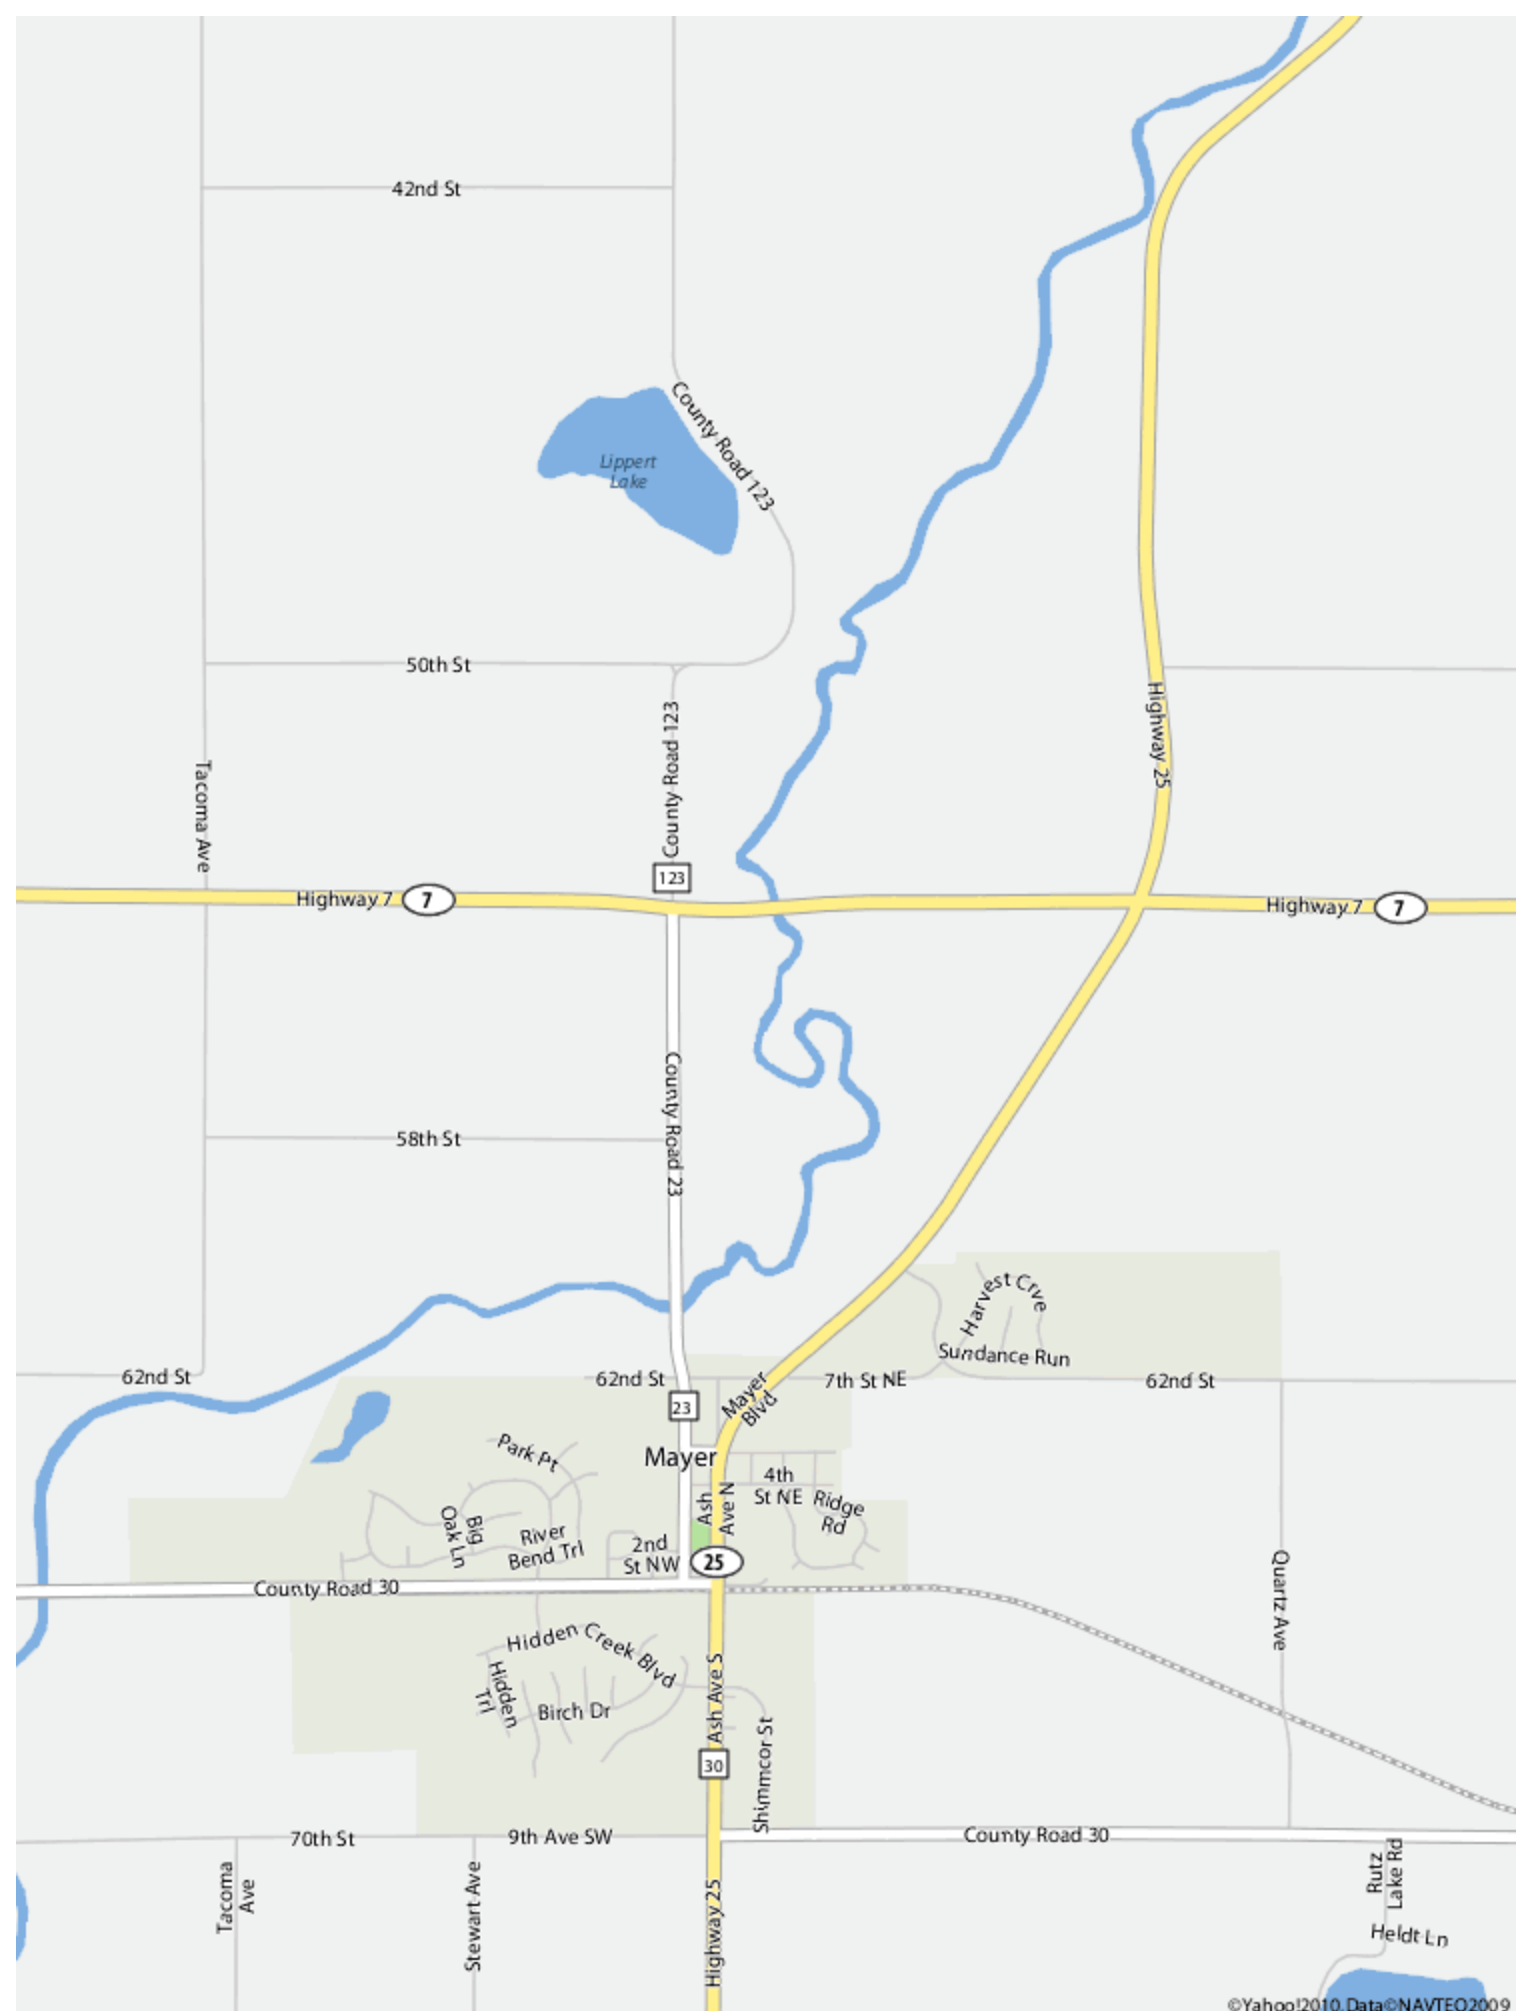 42nd St
County Road 123
Lippert
Lake
50th St
Highway 25
County Road 123
Tacoma Ave
123
Highway 7
7
Highway 7
7
County Road 23
58th St
Harvest Crve
Sundance Run
62nd St
62nd St
7th St NE
62nd St
Mayer
Blvd
23
Park Pt
Mayer
4th
St NE
Ash
Ave N
Ridge
Rd
Big
Oak Ln
River
Bend Trl
2nd
St NW
25
Quartz Ave
County Road 30
Hidden Creek Blvd
Hidden
Trl
Birch Dr
Ash Ave S
Shimmcor St
30
70th St
9th Ave SW
County Road 30
Tacoma
Ave
Stewart Ave
Highway 25
Rutz
Lake Rd
Heldt Ln
©Yahoo!2010, Data©NAVTEQ2009